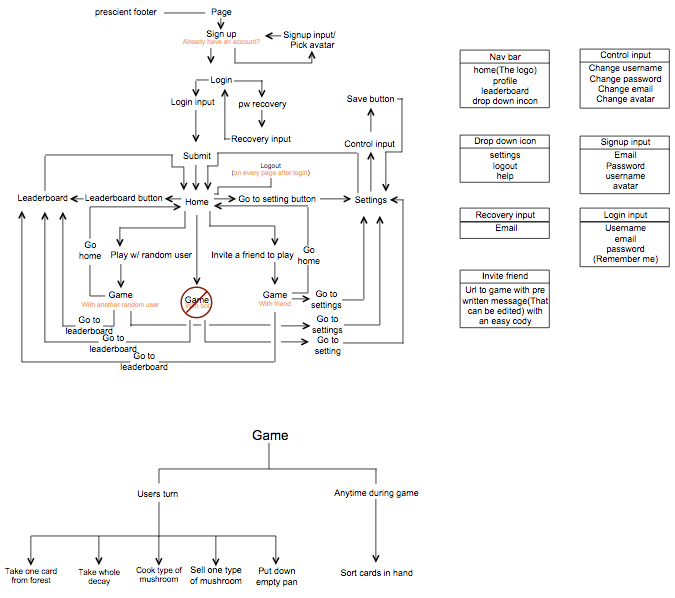 prescient footer
Page
Sign up
Already have an account?
Signup input/
Pick avatar
Login
Login input
pw recovery
Recovery input
Submit
Save button
Control input
Logout
(on every page after login)
Leaderboard
Leaderboard button
Home
Go to setting button
Settings
Go
home
Play w/ random user
Invite a friend to play
Go
home
Game
With another random user
Game
Game
With friend
Go to
settings
Go to
leaderboard
Go to
settings
Go to
leaderboard
Go to
setting
Go to
leaderboard
Nav bar
home(The logo)
profile
leaderboard
drop down incon
Control input
Change username
Change password
Change email
Change avatar
Drop down icon
settings
logout
help
Signup input
Email
Password
username
avatar
Recovery input
Email
Login input
Username
email
password
(Remember me)
Invite friend
Url to game with pre
written message(That
can be edited) with
an easy cody
Game
Users turn
Anytime during game
Take one card
from forest
Take whole
decay
Cook type of
mushroom
Sell one type
of mushroom
Put down
empty pan
Sort cards in hand